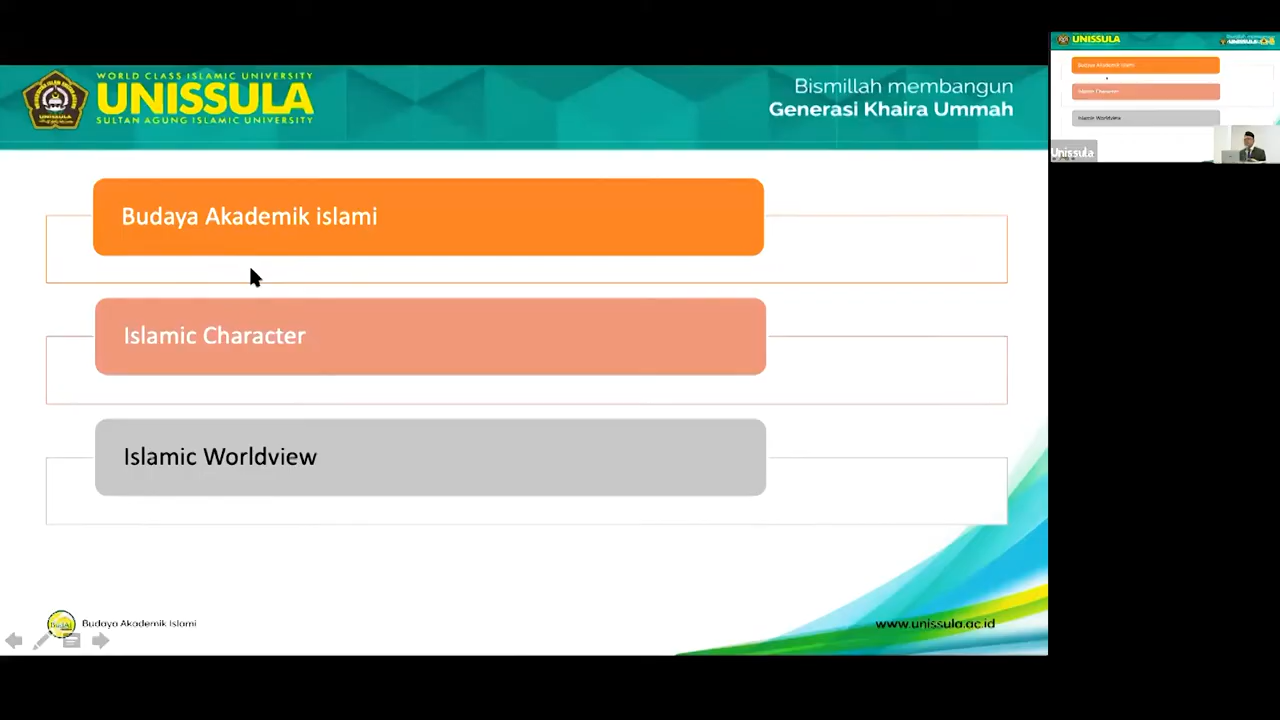 WORLD CLASS ISLAMIC UNIVERSITY
UNISSULA
SULTAN AGUNG ISLAMIC UNIVERSITY
Bismillah membangun
Generasi Khaira Ummah
Budaya Akademik islami
Islamic Character
Islamic Worldview
Budaya Akademik Islami
www.unissula.ac.id
UNISSULA
Budaya Akademik islami
Islamic Character
Islamic Worldview
Unissula